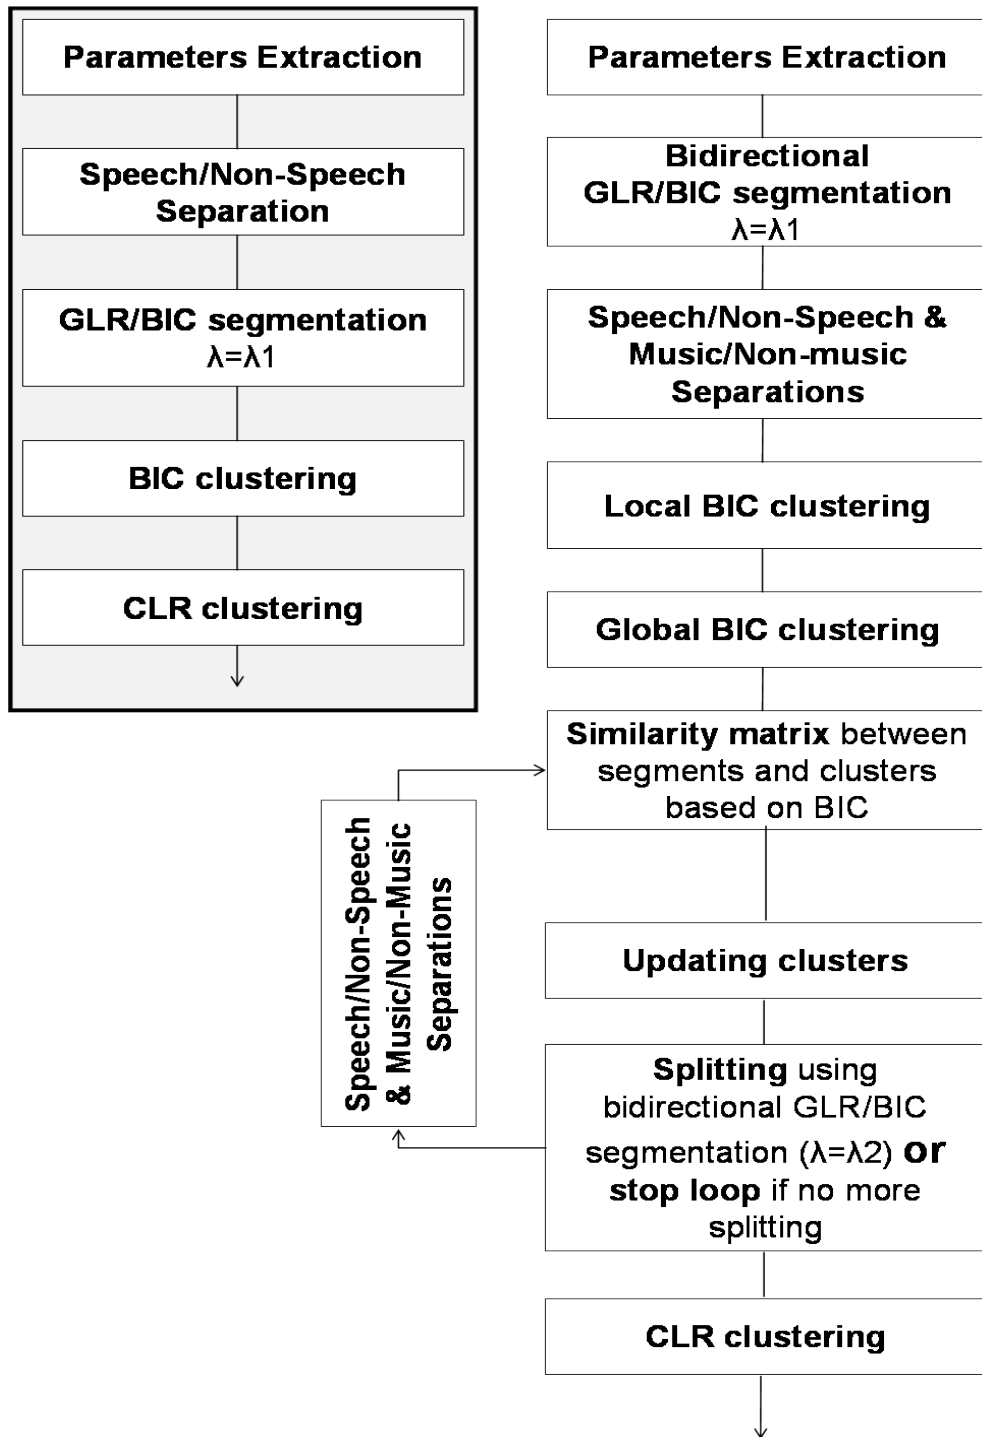 Parameters Extraction
Speech/Non-Speech
Separation
GLR/BIC segmentation
λ=λ1
BIC clustering
CLR clustering
Parameters Extraction
Bidirectional
GLR/BIC segmentation
λ=λ1
Speech/Non-Speech &
Music/Non-music
Separations
Local BIC clustering
Global BIC clustering
Similarity matrix between
segments and clusters
based on BIC
Updating clusters
Splitting using
bidirectional GLR/BIC
segmentation (λ=λ2) or
stop loop if no more
splitting
Speech/Non-Speech
& Music/Non-Music
Separations
CLR clustering